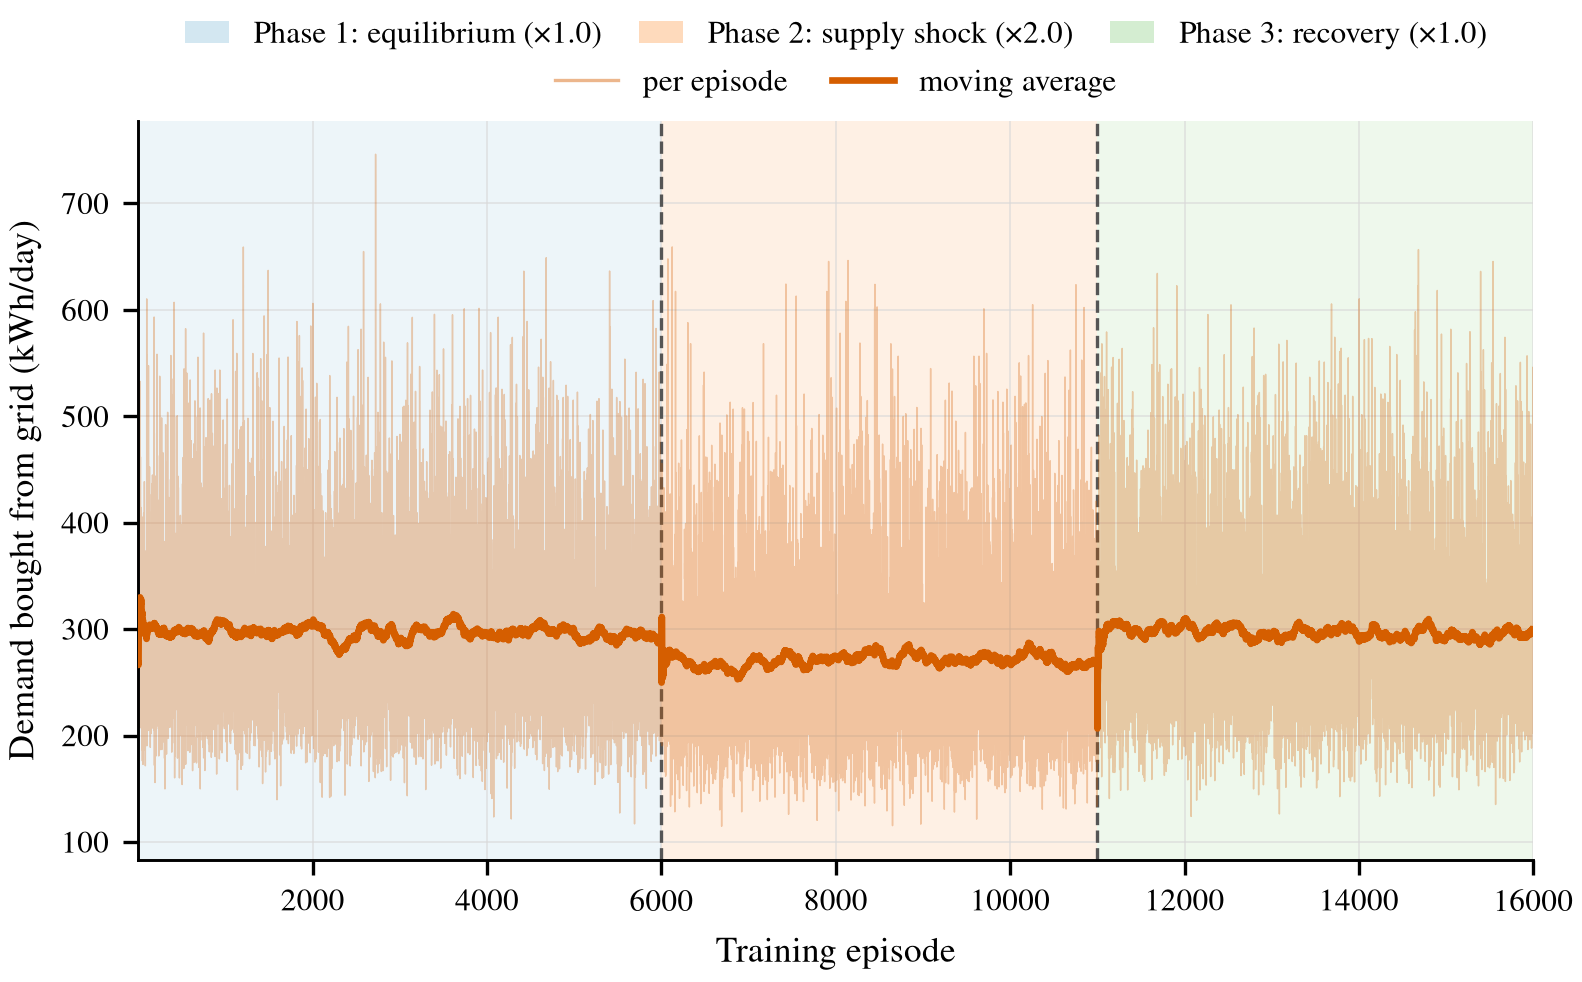 Phase 1: equilibrium (×1.0) Phase 2: supply shock (×2.0) Phase 3: recovery (×1.0)
per episode moving average
Demand bought from grid (kWh/day)
700
600
500
400
300
200
100
2000 4000 6000 8000 10000 12000 14000 16000
Training episode